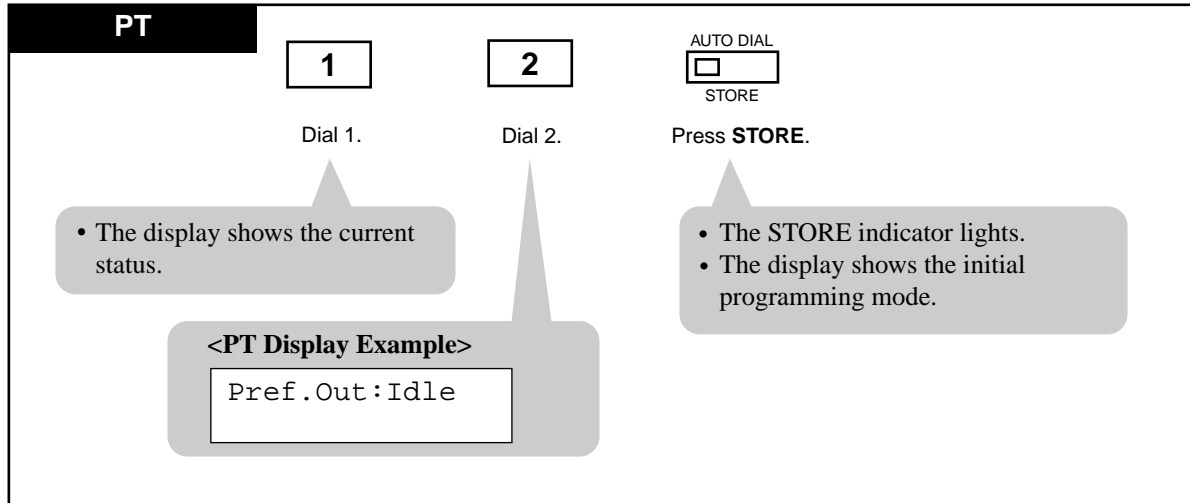 PT
1
2
AUTO DIAL
STORE
Dial 1.
Dial 2.
Press STORE.
• The display shows the current
status.
• The STORE indicator lights.
• The display shows the initial
programming mode.
<PT Display Example>
Pref.Out:Idle